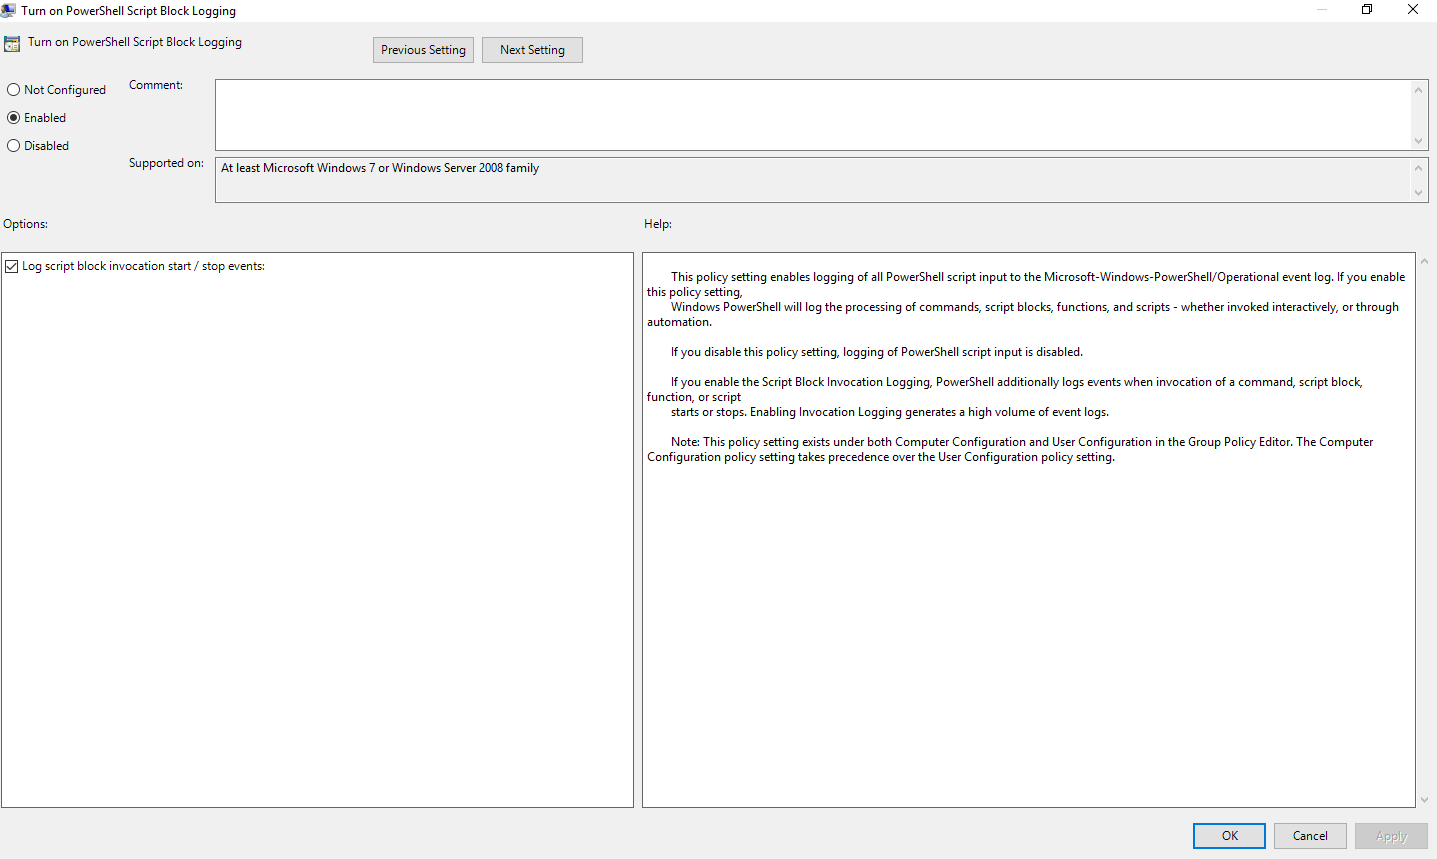 Turn on PowerShell Script Block Logging
Turn on PowerShell Script Block Logging
Previous Setting
Next Setting
Not Configured
Enabled
Disabled
Comment:
Supported on:
At least Microsoft Windows 7 or Windows Server 2008 family
Options:
Help:
Log script block invocation start / stop events:
This policy setting enables logging of all PowerShell script input to the Microsoft-Windows-PowerShell/Operational event log. If you enable
this policy setting,
Windows PowerShell will log the processing of commands, script blocks, functions, and scripts - whether invoked interactively, or through
automation.
If you disable this policy setting, logging of PowerShell script input is disabled.
If you enable the Script Block Invocation Logging, PowerShell additionally logs events when invocation of a command, script block,
function, or script
starts or stops. Enabling Invocation Logging generates a high volume of event logs.
Note: This policy setting exists under both Computer Configuration and User Configuration in the Group Policy Editor. The Computer
Configuration policy setting takes precedence over the User Configuration policy setting.
OK
Cancel
Apply